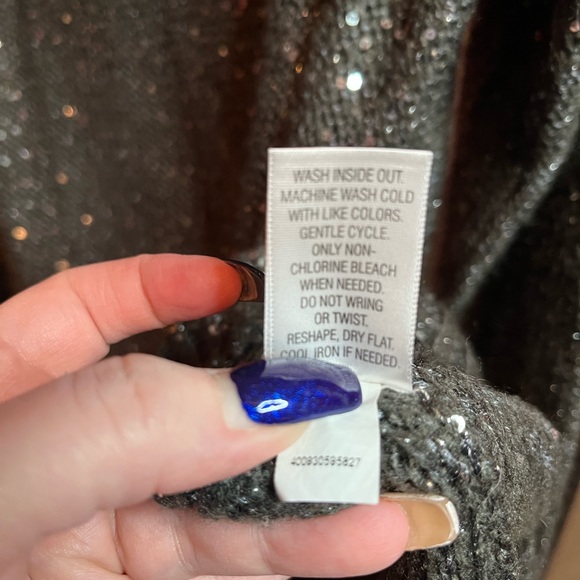 WASH INSIDE OUT.
MACHINE WASH COLD
WITH LIKE COLORS.
GENTLE CYCLE.
ONLY NON-
CHLORINE BLEACH
WHEN NEEDED.
DO NOT WRING
OR TWIST.
RESHAPE, DRY FLAT.
COOL IRON IF NEEDED.
400930595827